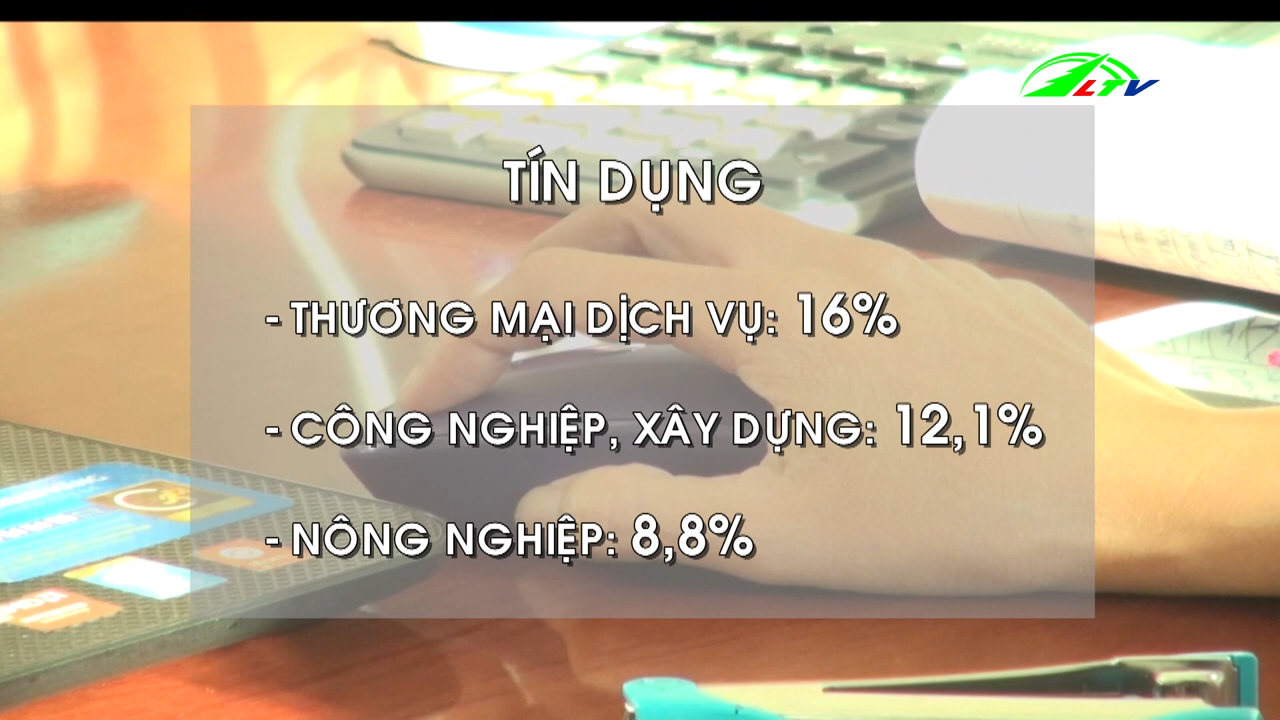 LTV
TÍN DỤNG
- THƯƠNG MẠI DỊCH VỤ: 16%
- CÔNG NGHIỆP, XÂY DỰNG: 12,1%
- NÔNG NGHIỆP: 8,8%